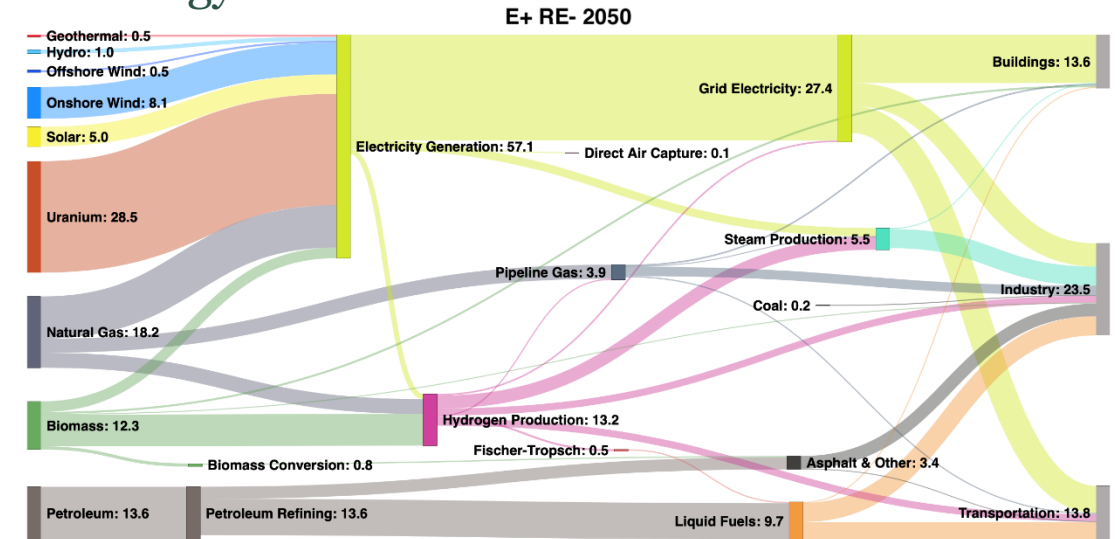 E+ RE- 2050
Geothermal: 0.5
Hydro: 1.0
Offshore Wind: 0.5
Onshore Wind: 8.1
Solar: 5.0
Uranium: 28.5
Natural Gas: 18.2
Biomass: 12.3
Petroleum: 13.6
Biomass Conversion: 0.8
Petroleum Refining: 13.6
Electricity Generation: 57.1
Hydrogen Production: 13.2
Direct Air Capture: 0.1
Pipeline Gas: 3.9
Fischer-Tropsch: 0.5
Grid Electricity: 27.4
Steam Production: 5.5
Coal: 0.2
Asphalt & Other: 3.4
Liquid Fuels: 9.7
Buildings: 13.6
Industry: 23.5
Transportation: 13.8